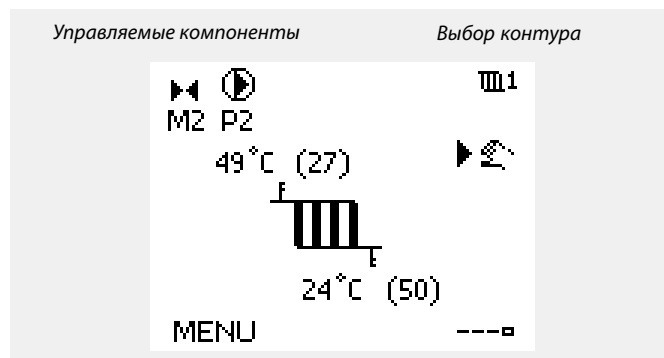 Управляемые компоненты
Выбор контура
1
M2 P2
49°C (27)
24°C (50)
MENU